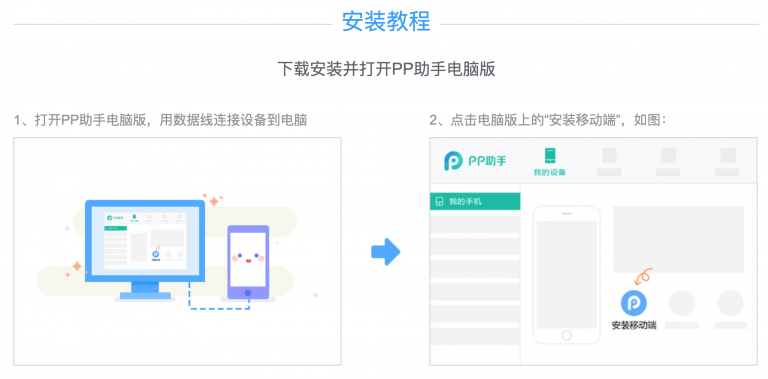 安装教程
下载安装并打开PP助手电脑版
1、打开PP助手电脑版，用数据线连接设备到电脑
2、点击电脑版上的“安装移动端”，如图：
PP助手
我的设备
我的手机
安装移动端